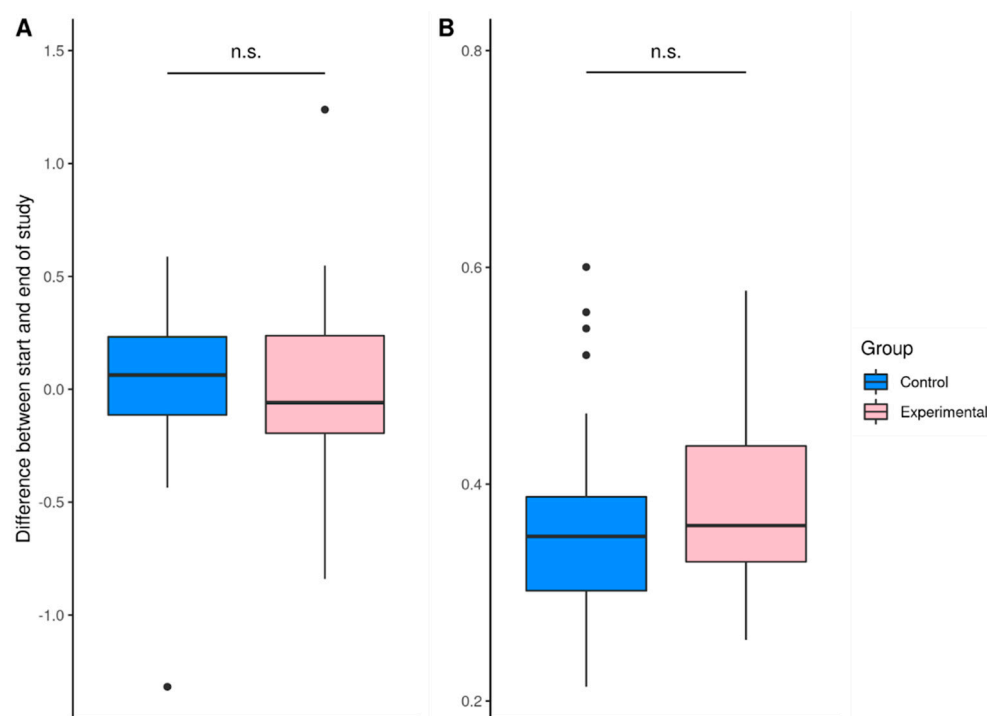 A
B
n.s.
n.s.
Difference between start and end of study
1.5
1.0
0.5
0.0
-0.5
-1.0
0.8
0.6
0.4
0.2
Group
Control
Experimental